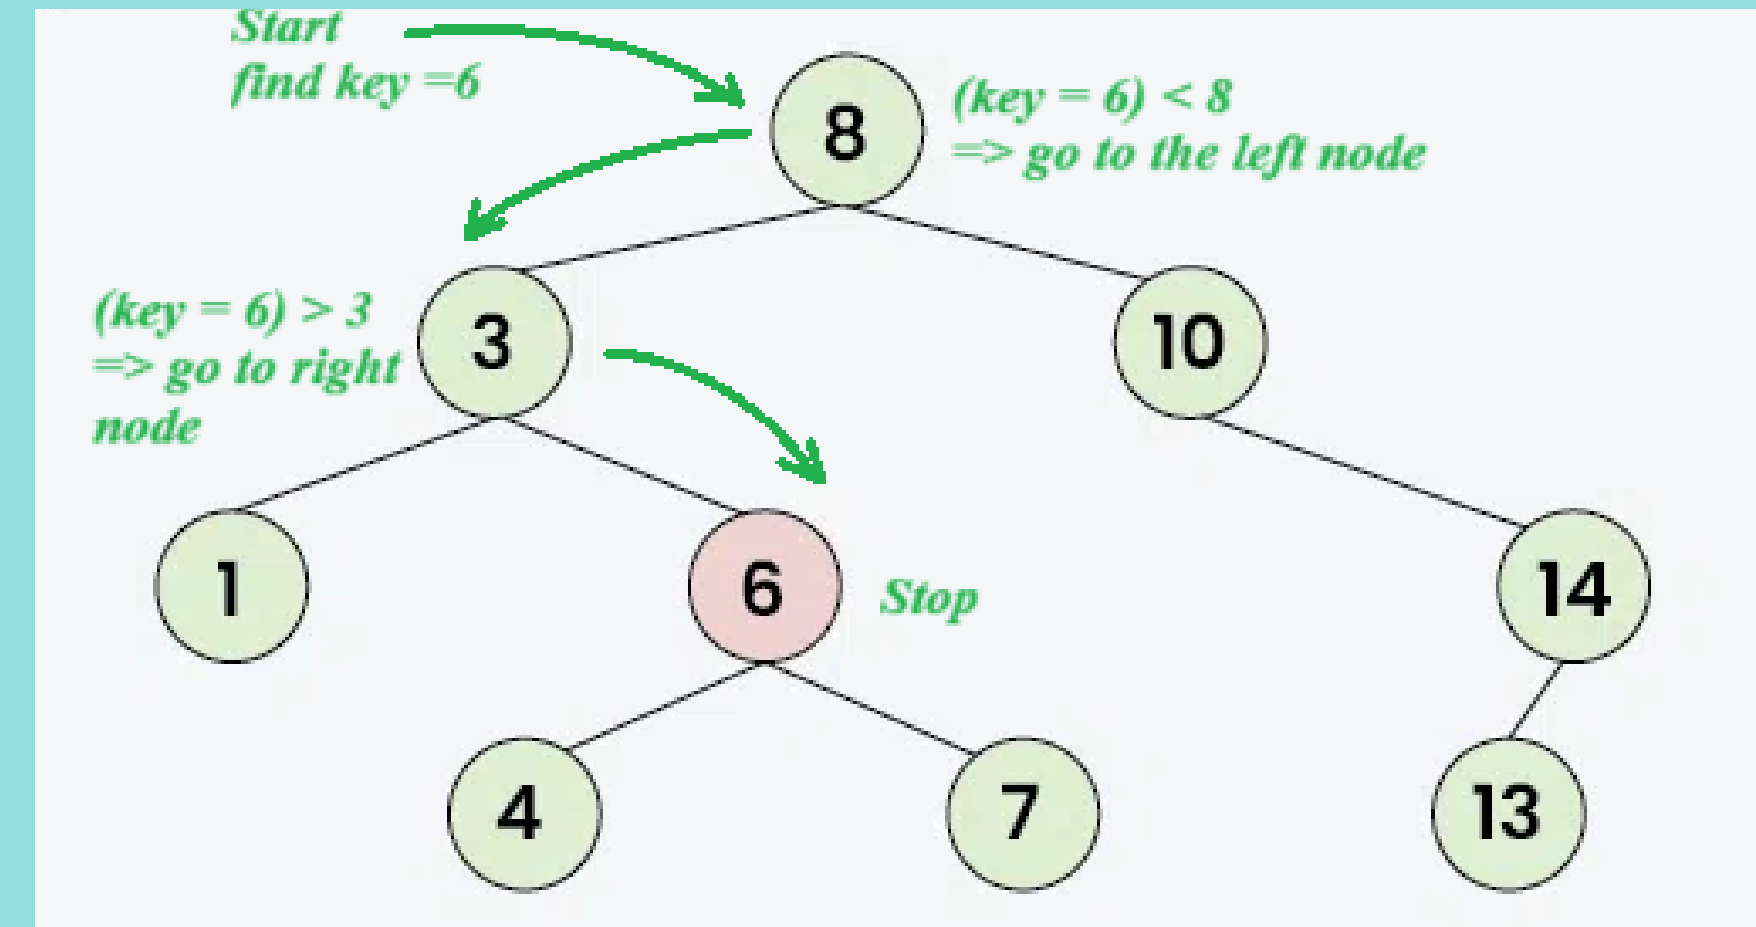 Start
find key =6
8
(key = 6) < 8
=> go to the left node
(key = 6) > 3
=> go to right
node
3
10
1
6
Stop
14
4
7
13